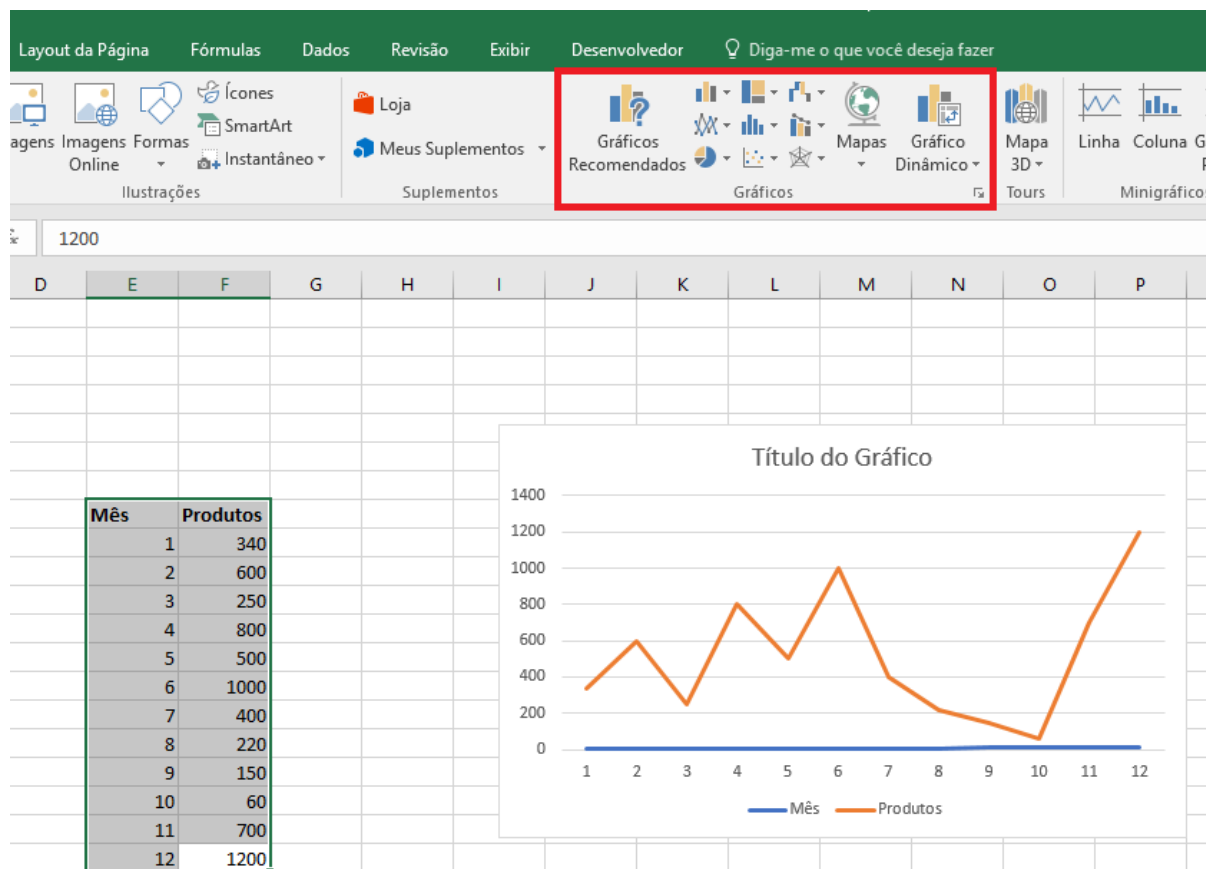 Layout da Página Fórmulas Dados Revisão Exibir Desenvolvedor Diga-me o que você deseja fazer
agens Imagens Online Formas
Ícones
SmartArt
Instantâneo
Ilustrações
Loja
Meus Suplementos
Suplementos
Gráficos Recomendados
Mapas
Gráfico Dinâmico
Gráficos
Mapa 3D
Tours
Linha Coluna G
Minigráficos
fx 1200
D E F G H I J K L M N O P
Mês Produtos
1 340
2 600
3 250
4 800
5 500
6 1000
7 400
8 220
9 150
10 60
11 700
12 1200
Título do Gráfico
1400
1200
1000
800
600
400
200
0
1 2 3 4 5 6 7 8 9 10 11 12
Mês Produtos